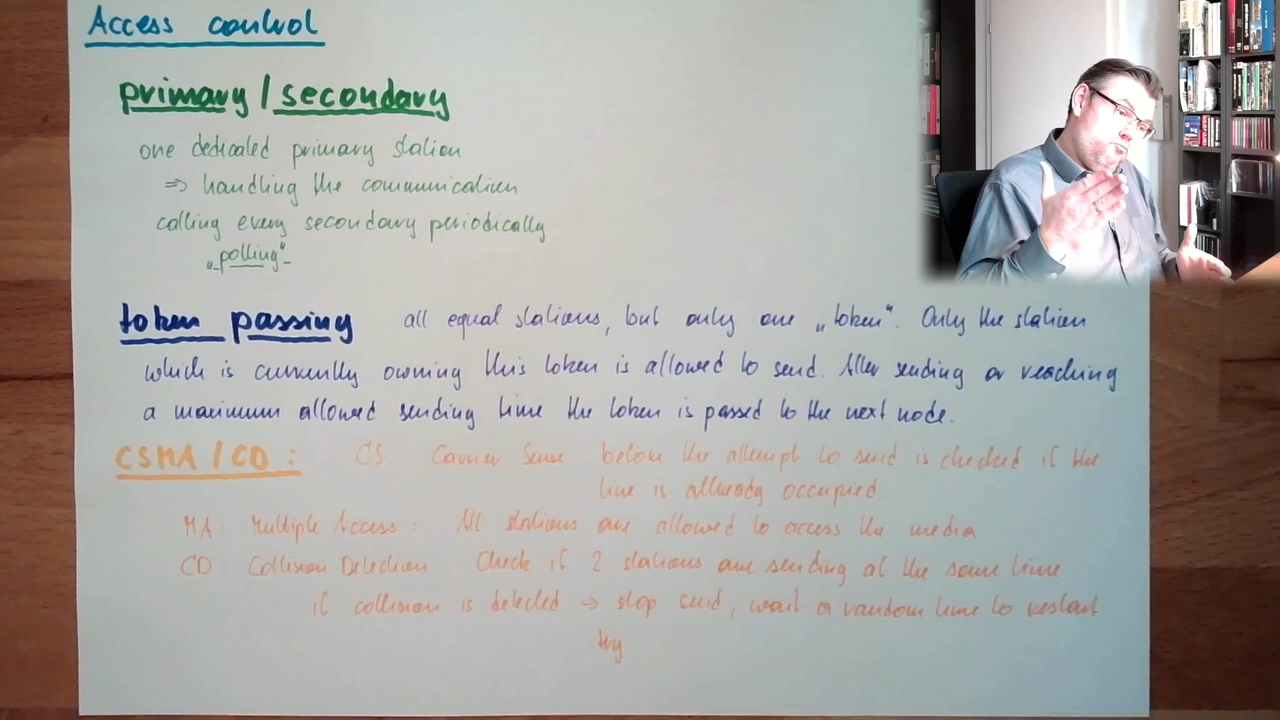 Access control
primary / secondary
one dedicated primary station
⇒ handling the communication
calling every secondary periodically
„polling"
token passing all equal stations, but only one „token". Only the station
which is currently owning this token is allowed to send. After sending or reaching
a maximum allowed sending time the token is passed to the next node.
CSMA / CD : CS. Carrier Sense before the attempt to send is checked if the
line is allready occupied.
MA : Multiple Access : All stations are allowed to access the media
CD Collision Detection Check if 2 stations are sending at the same time
if collision is detected ⇒ stop send, wait a random time to restart
try